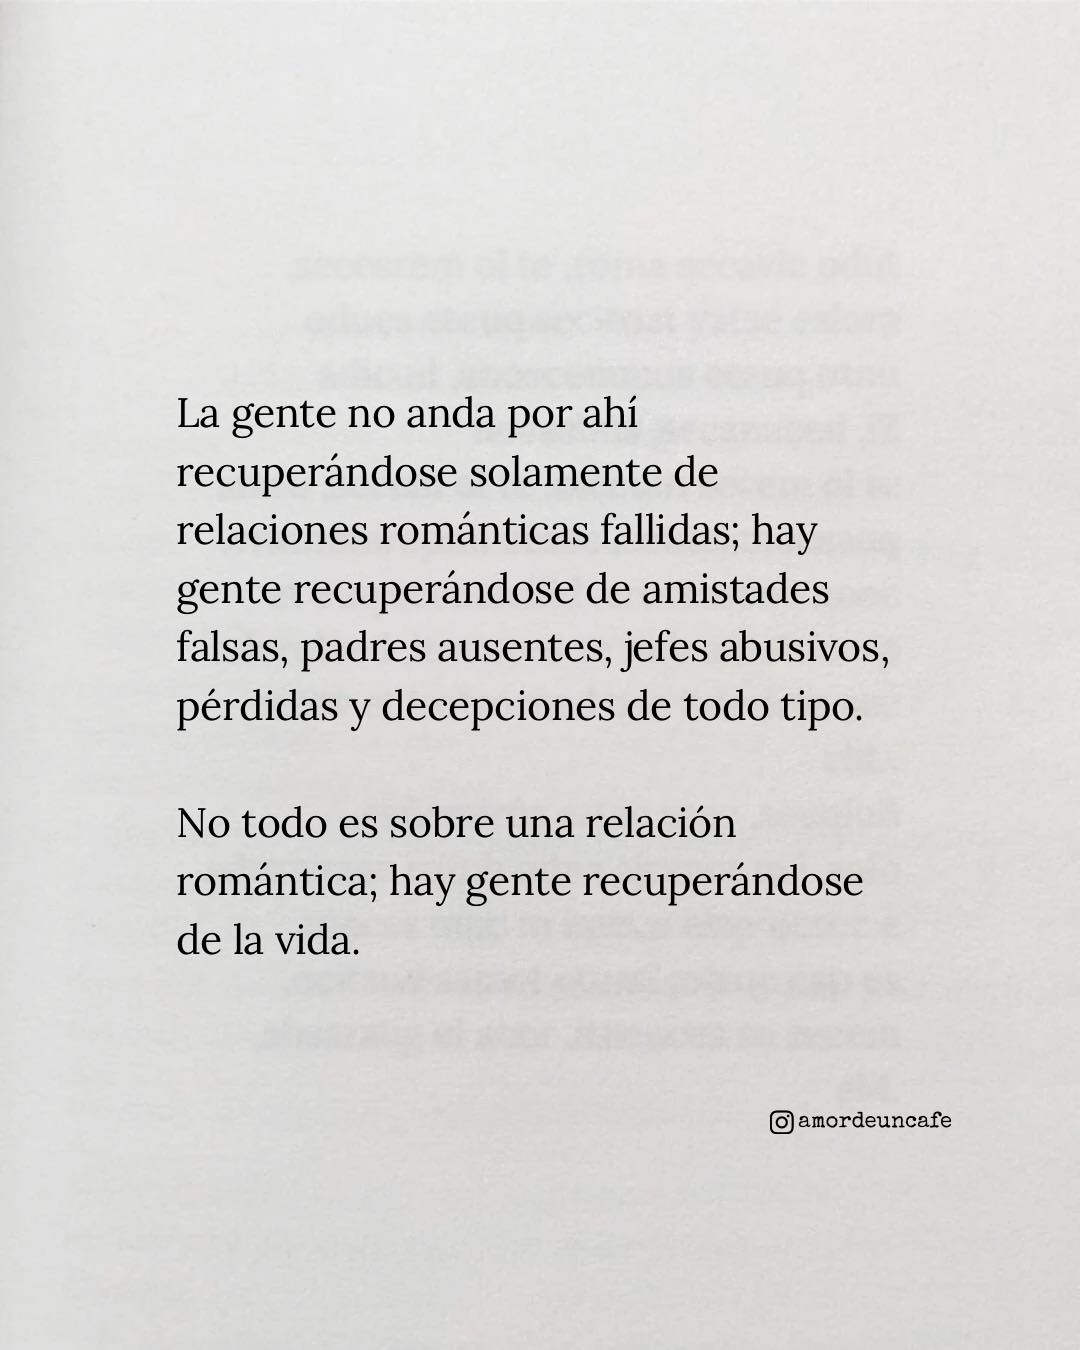 La gente no anda por ahí
recuperándose solamente de
relaciones románticas fallidas; hay
gente recuperándose de amistades
falsas, padres ausentes, jefes abusivos,
pérdidas y decepciones de todo tipo.
No todo es sobre una relación
romántica; hay gente recuperándose
de la vida.
amordeuncafe